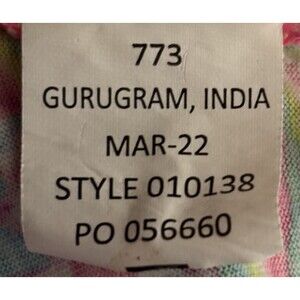 773
GURUGRAM, INDIA
MAR-22
STYLE 010138
PO 056660